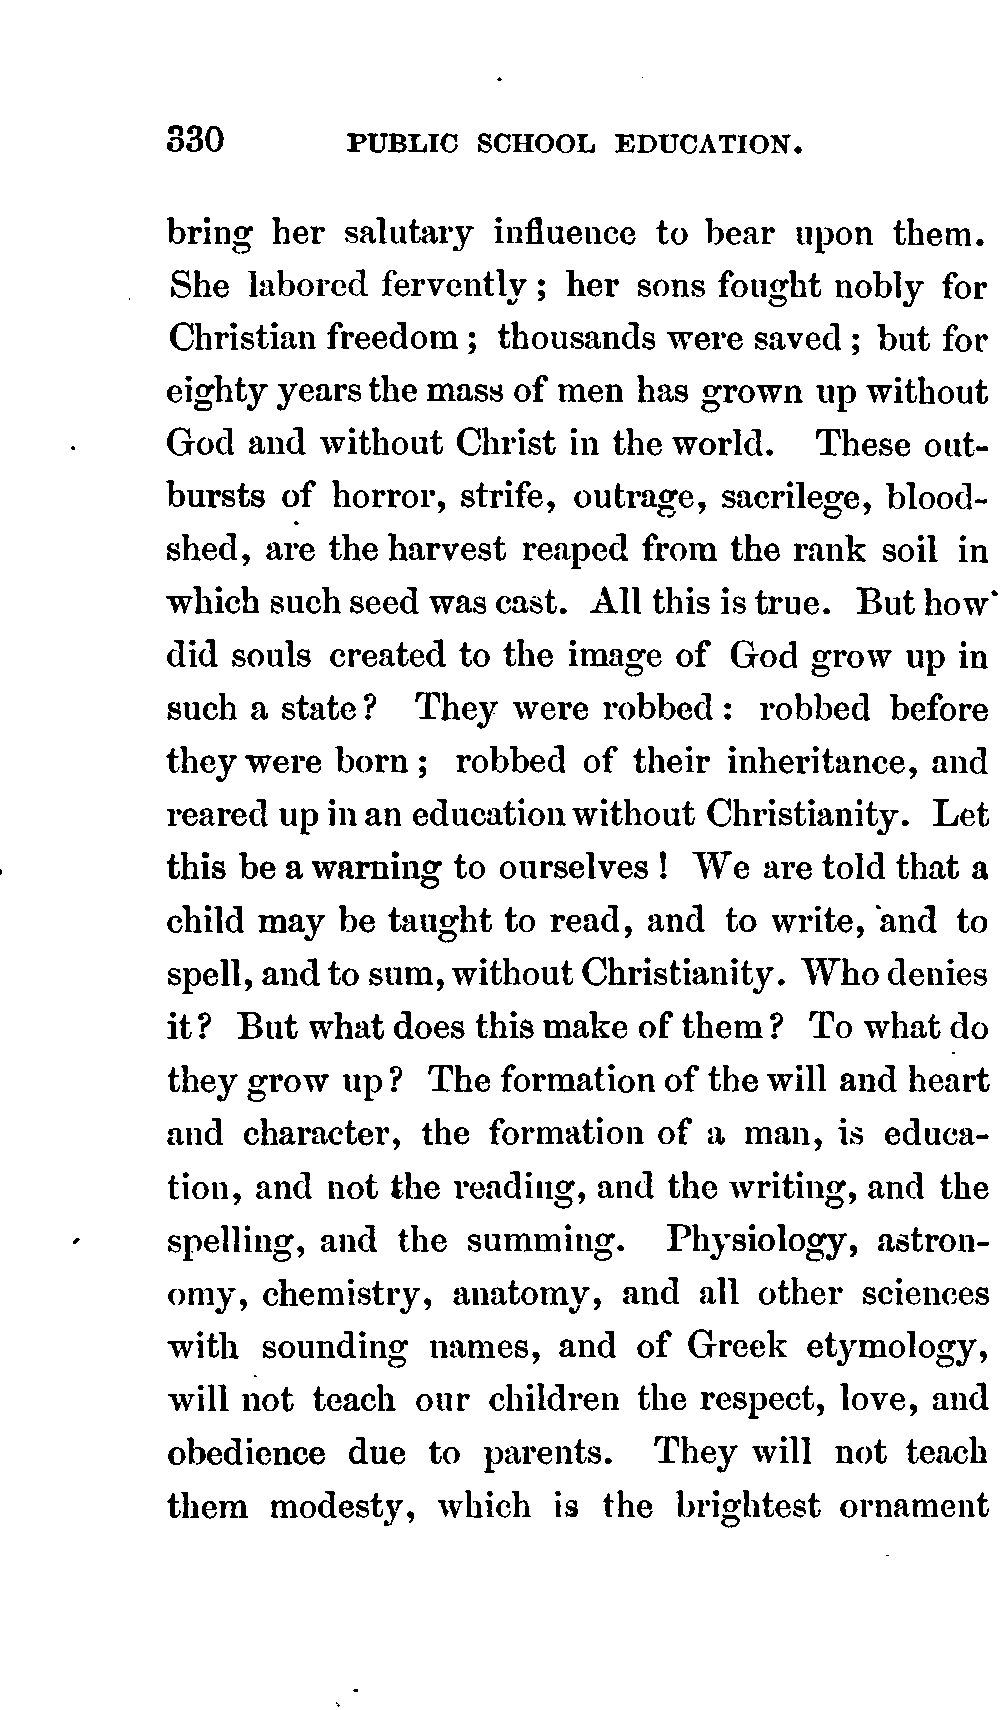 330 PUBLIC SCHOOL EDUCATION.
bring her salutary influence to bear upon them.
She labored fervently ; her sons fought nobly for
Christian freedom ; thousands were saved ; but for
eighty years the mass of men has grown up without
God and without Christ in the world. These out-
bursts of horror, strife, outrage, sacrilege, blood-
shed, are the harvest reaped from the rank soil in
which such seed was cast. All this is true. But how
did souls created to the image of God grow up in
such a state? They were robbed : robbed before
they were born ; robbed of their inheritance, and
reared up in an education without Christianity. Let
this be a warning to ourselves ! We are told that a
child may be taught to read, and to write, and to
spell, and to sum, without Christianity. Who denies
it? But what does this make of them? To what do
they grow up? The formation of the will and heart
and character, the formation of a man, is educa-
tion, and not the reading, and the writing, and the
spelling, and the summing. Physiology, astron-
omy, chemistry, anatomy, and all other sciences
with sounding names, and of Greek etymology,
will not teach our children the respect, love, and
obedience due to parents. They will not teach
them modesty, which is the brightest ornament